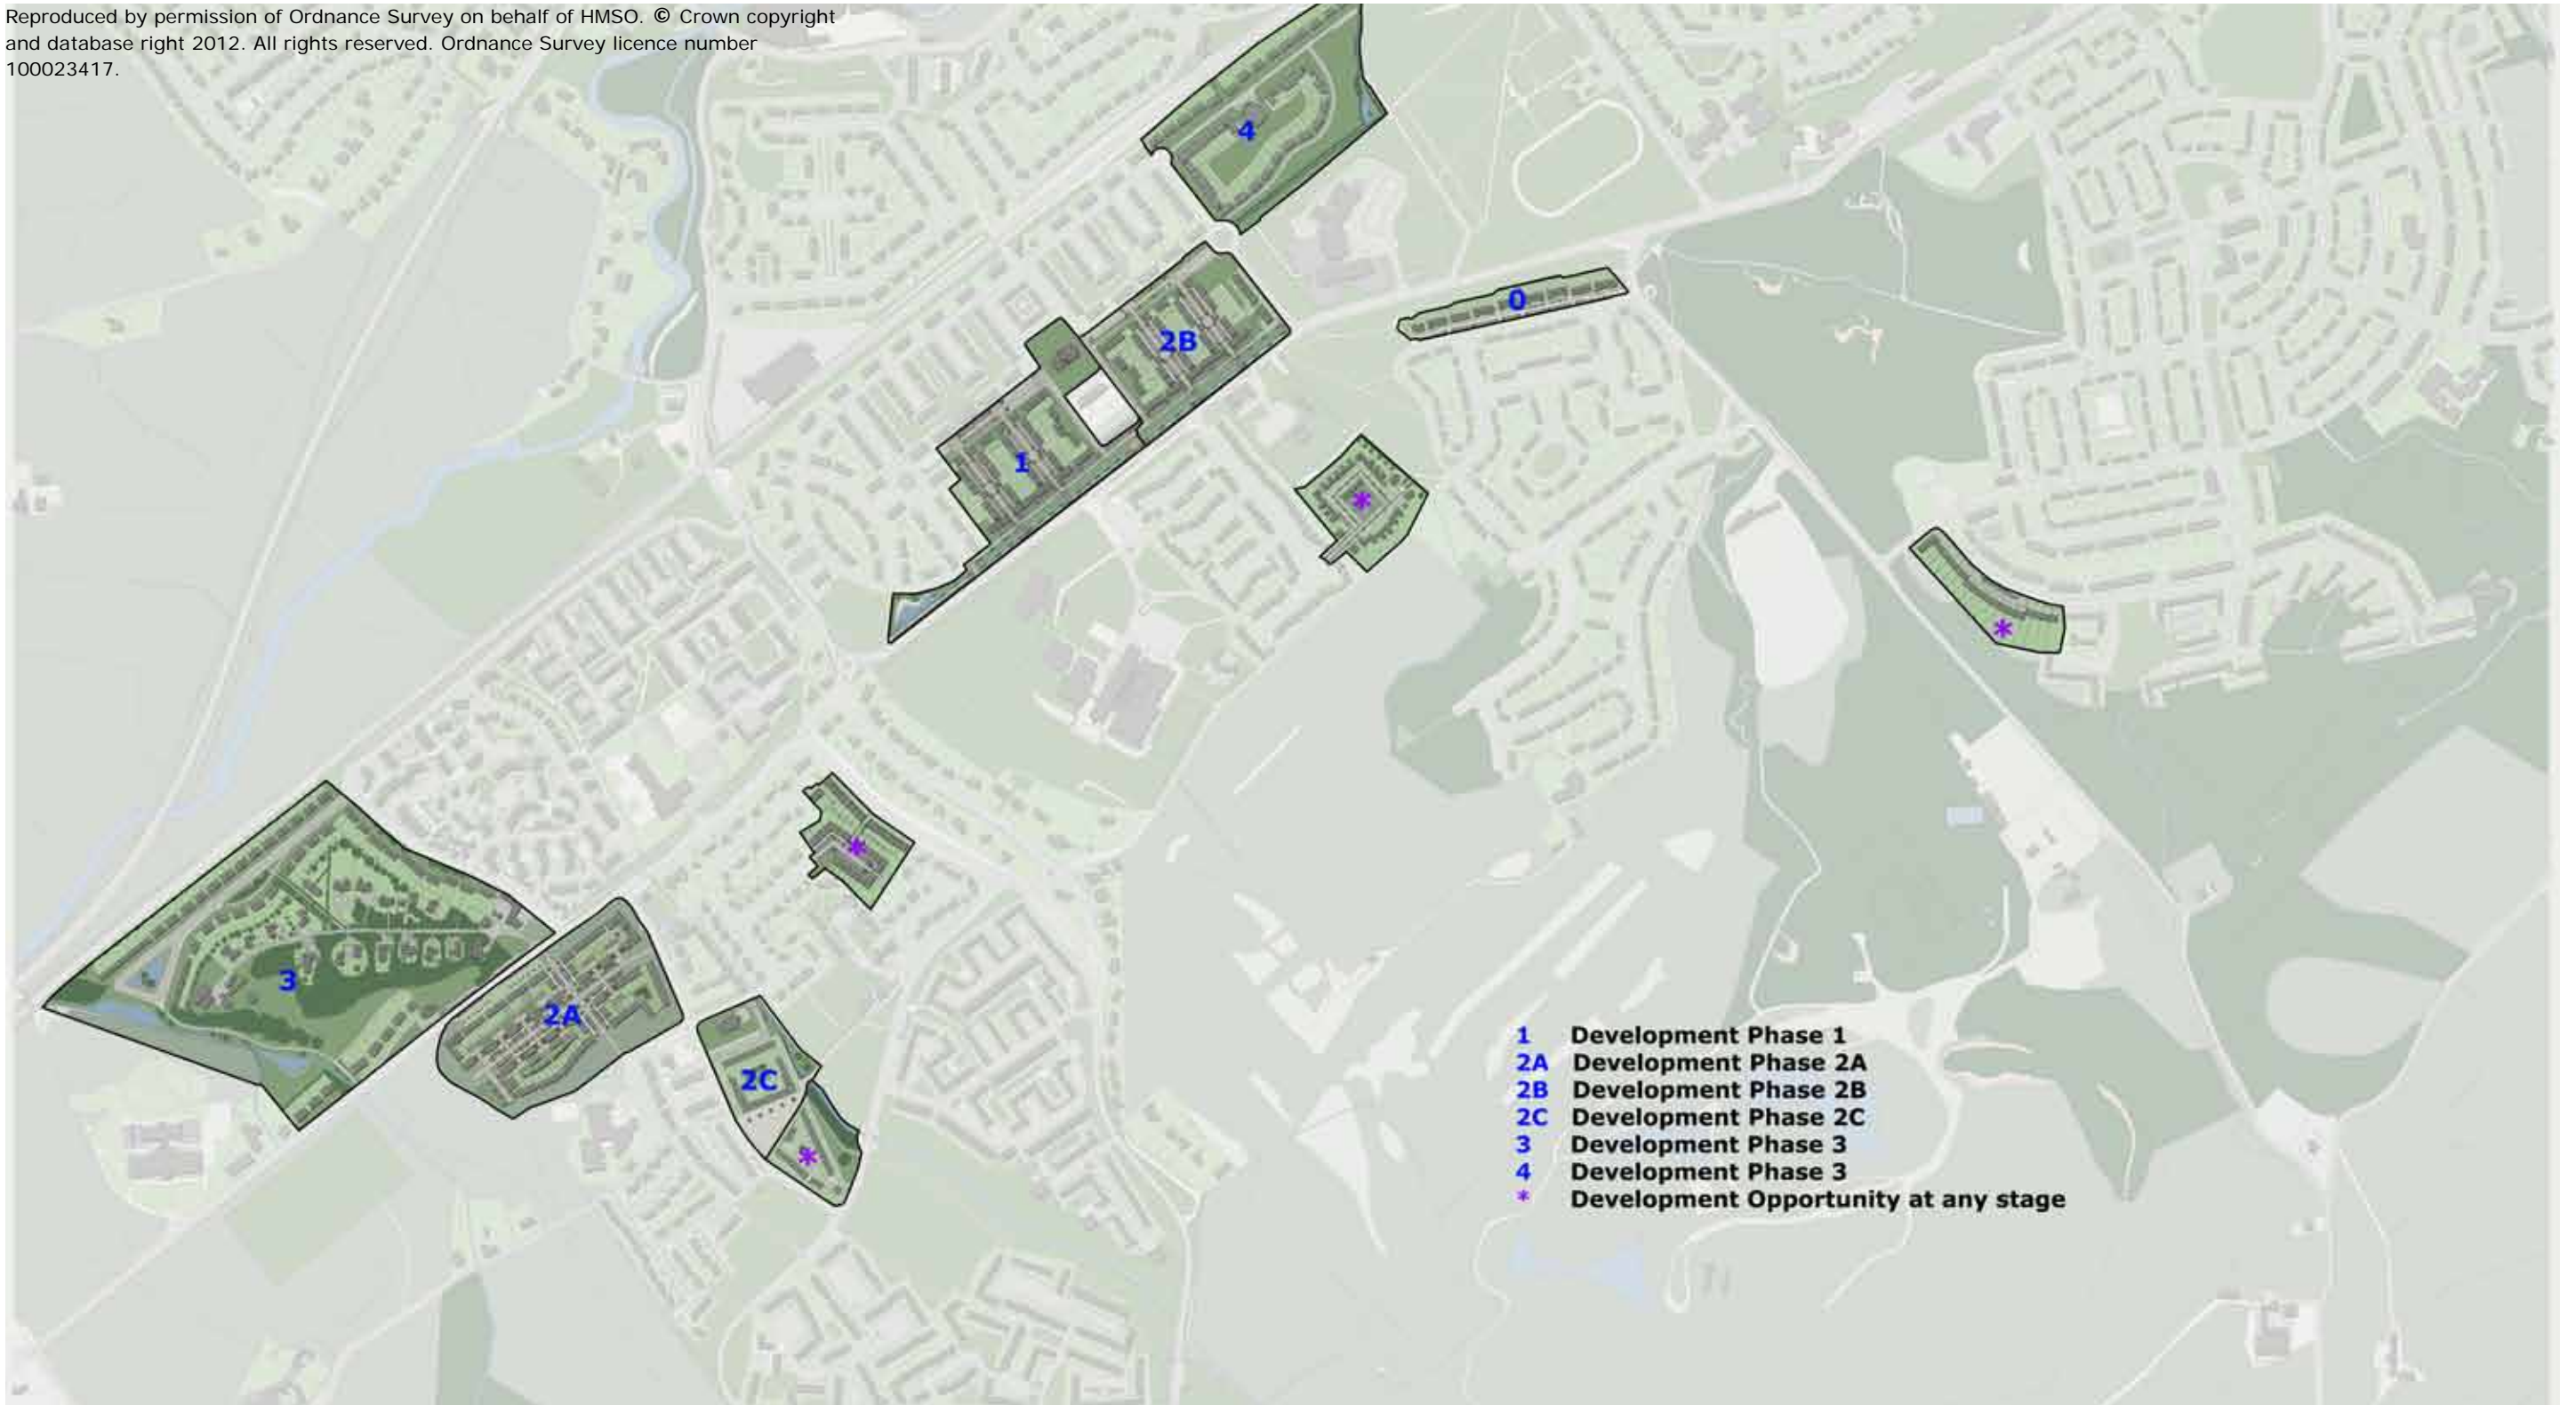 Reproduced by permission of Ordnance Survey on behalf of HMSO. © Crown copyright
and database right 2012. All rights reserved. Ordnance Survey licence number
100023417.
4
0
2B
1
*
*
*
3
2A
2C
*
1 Development Phase 1
2A Development Phase 2A
2B Development Phase 2B
2C Development Phase 2C
3 Development Phase 3
4 Development Phase 3
* Development Opportunity at any stage